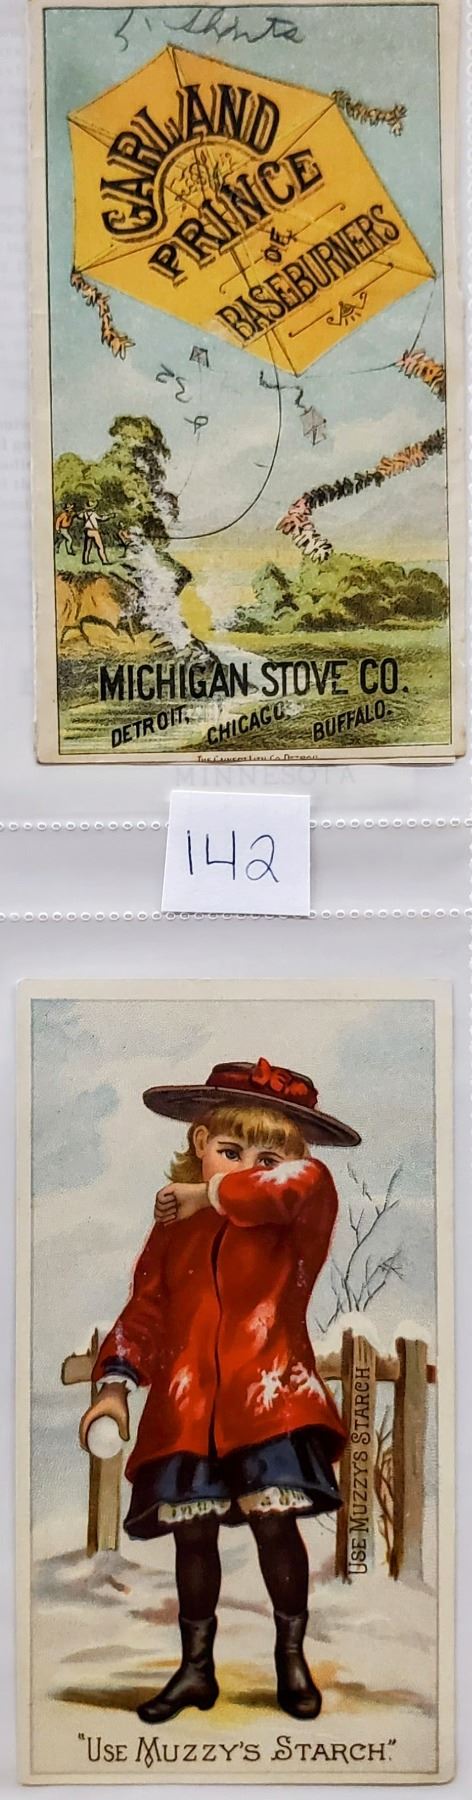 GARLAND
PRINCE
OF
BASEBURNERS
MICHIGAN STOVE CO.
DETROIT, CHICAGO. BUFFALO.
MINNESOTA
142
USE MUZZY'S STARCH
"USE MUZZY'S STARCH."